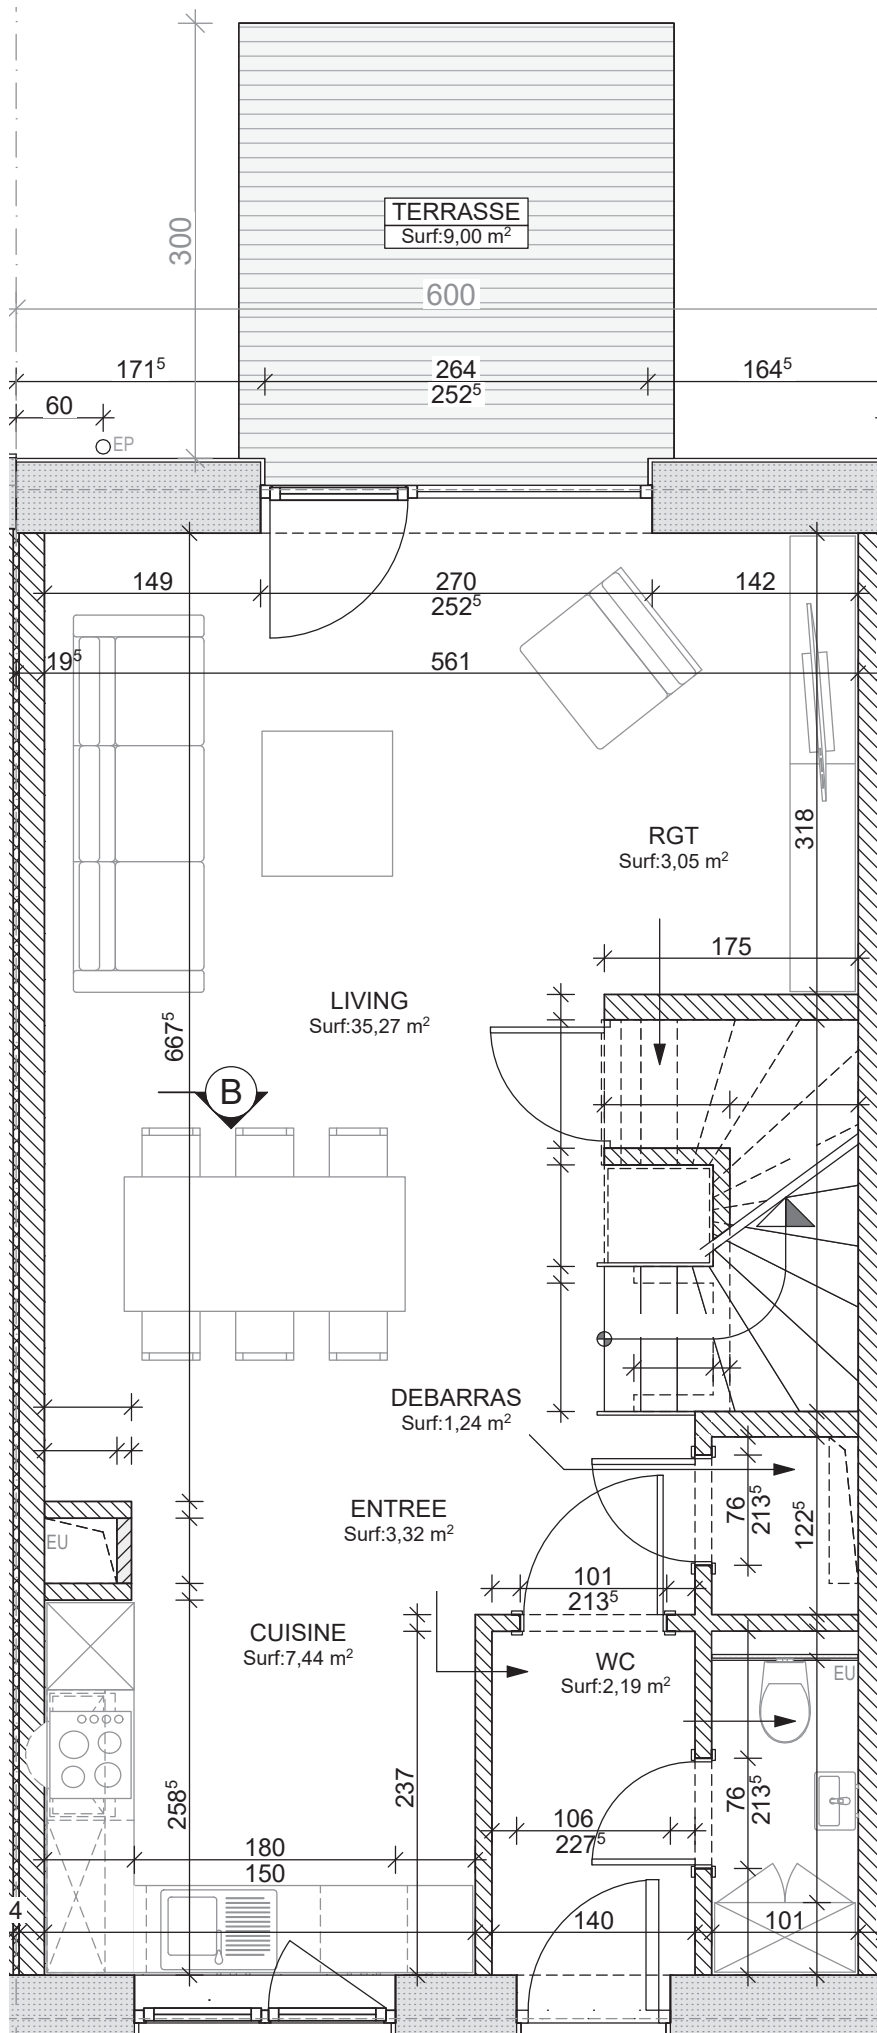 300
TERRASSE
Surf:9,00 m²
600
171⁵
264
252⁵
164⁵
60
EP
149
270
252⁵
142
19⁵
561
318
RGT
Surf:3,05 m²
175
LIVING
Surf:35,27 m²
667⁵
B
DEBARRAS
Surf:1,24 m²
76
213⁵
122⁵
ENTREE
Surf:3,32 m²
EU
101
213⁵
CUISINE
Surf:7,44 m²
WC
Surf:2,19 m²
EU
258⁵
237
76
213⁵
106
227⁵
180
150
4
140
101